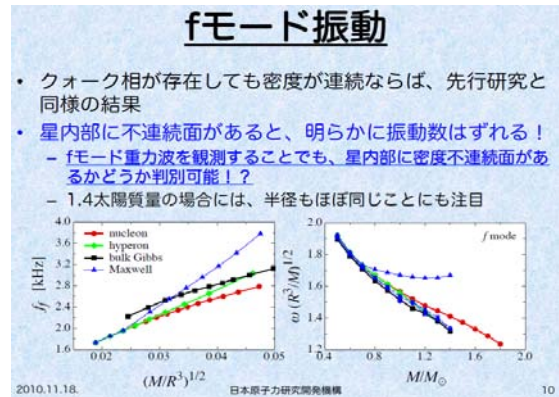 fモード振動
• クォーク相が存在しても密度が連続ならば、先行研究と
同様の結果
• 星内部に不連続面があると、明らかに振動数はずれる！
– fモード重力波を観測することでも、星内部に密度不連続面があ
るかどうか判別可能！？
– 1.4太陽質量の場合には、半径もほぼ同じことにも注目
4.0
3.6
3.2
2.8
2.4
2.0
1.6
f_f [kHz]
nucleon
hyperon
bulk Gibbs
Maxwell
0.02 0.03 0.04 0.05
(M/R³)^1/2
2.0
1.8
1.6
1.4
1.2
ω (R³/M)^1/2
f mode
0.4 0.8 1.2 1.6 2.0
M/M⊙
2010.11.18.
日本原子力研究開発機構
10